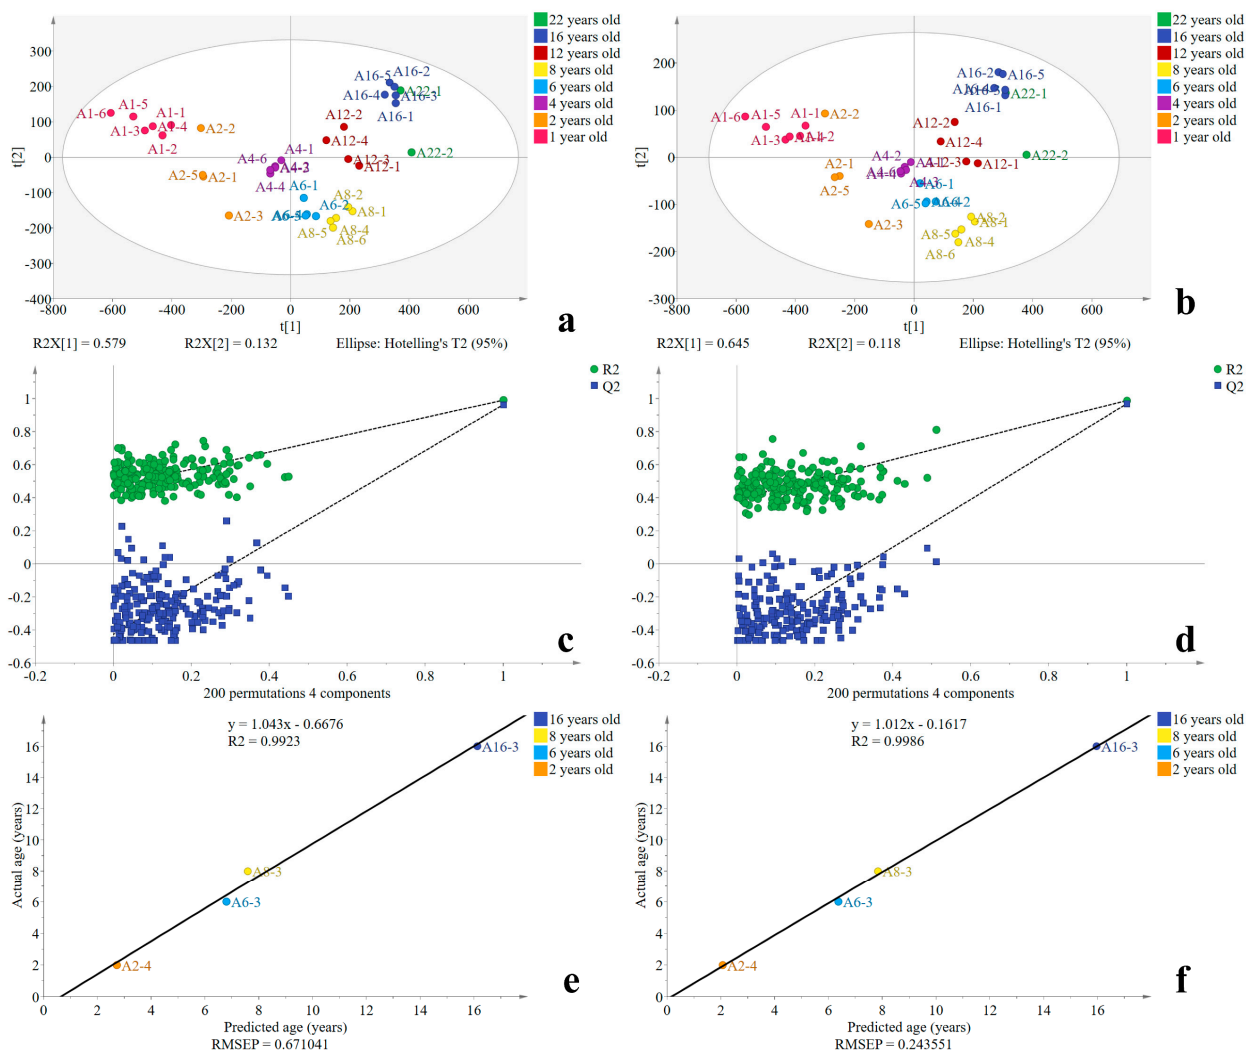 22 years old
16 years old
12 years old
8 years old
6 years old
4 years old
2 years old
1 year old
t[2]
300
200
100
0
-100
-200
-300
-400
-800
-600
-400
-200
0
200
400
600
t[1]
A1-5
A1-6
A1-1
A1-3
A1-4
A1-2
A2-2
A2-5
A2-1
A2-3
A4-6
A4-1
A4-3
A4-4
A6-1
A6-2
A8-2
A8-1
A8-5
A8-4
A8-6
A12-2
A12-4
A12-3
A12-1
A16-5
A16-2
A22-1
A16-4
A16-3
A16-1
A22-2
a
R2X[1] = 0.579
R2X[2] = 0.132
Ellipse: Hotelling's T2 (95%)
22 years old
16 years old
12 years old
8 years old
6 years old
4 years old
2 years old
1 year old
t[2]
200
100
0
-100
-200
-300
-800
-600
-400
-200
0
200
400
600
t[1]
A1-6
A1-5
A1-1
A1-3
A1-2
A2-2
A2-1
A2-5
A2-3
A4-2
A4-1
A4-3
A4-4
A6-1
A6-5
A6-2
A8-2
A8-1
A8-5
A8-4
A8-6
A12-2
A12-4
A12-3
A12-1
A16-2
A16-5
A16-4
A22-1
A16-1
A22-2
b
R2X[1] = 0.645
R2X[2] = 0.118
Ellipse: Hotelling's T2 (95%)
R2
Q2
1
0.8
0.6
0.4
0.2
0
-0.2
-0.4
-0.6
-0.2
0
0.2
0.4
0.6
0.8
1
200 permutations 4 components
c
R2
Q2
1
0.8
0.6
0.4
0.2
0
-0.2
-0.4
-0.6
-0.2
0
0.2
0.4
0.6
0.8
1
200 permutations 4 components
d
y = 1.043x - 0.6676
R2 = 0.9923
16 years old
8 years old
6 years old
2 years old
Actual age (years)
16
14
12
10
8
6
4
2
0
0
2
4
6
8
10
12
14
16
A16-3
A8-3
A6-3
A2-4
e
Predicted age (years)
RMSEP = 0.671041
y = 1.012x - 0.1617
R2 = 0.9986
16 years old
8 years old
6 years old
2 years old
Actual age (years)
16
14
12
10
8
6
4
2
0
0
2
4
6
8
10
12
14
16
A16-3
A8-3
A6-3
A2-4
f
Predicted age (years)
RMSEP = 0.243551